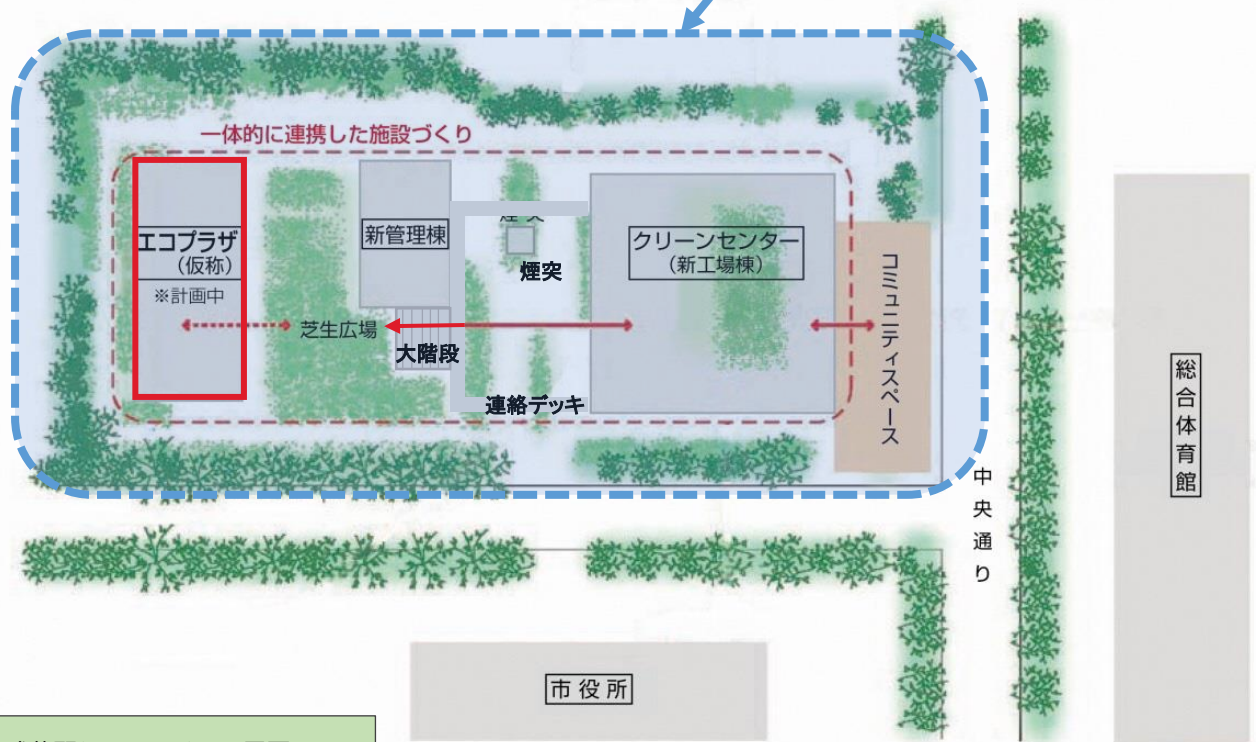 一体的に連携した施設づくり
エコプラザ
（仮称）
※計画中
新管理棟
煙突
クリーンセンター
（新工場棟）
芝生広場
大階段
連絡デッキ
コミュニティスペース
中央通り
総合体育館
市役所